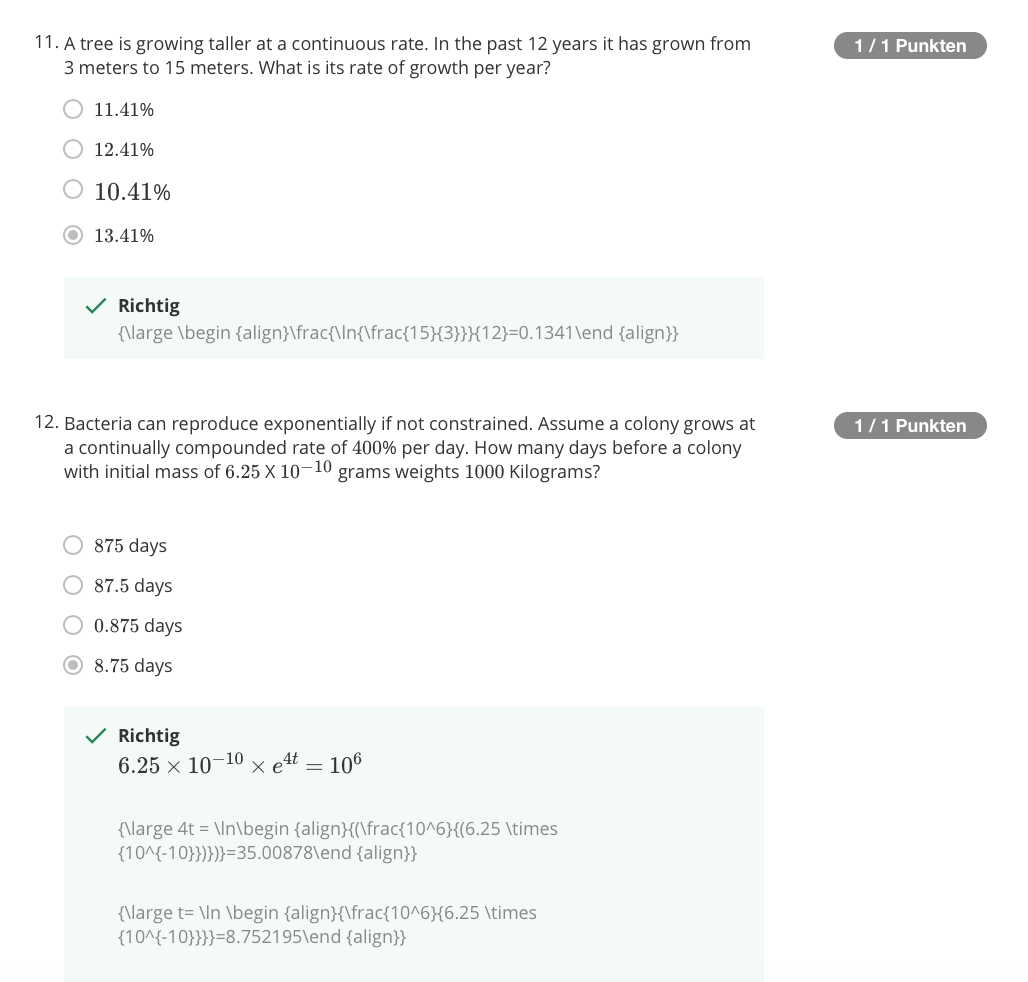 11. A tree is growing taller at a continuous rate. In the past 12 years it has grown from
1 / 1 Punkten
3 meters to 15 meters. What is its rate of growth per year?
11.41%
12.41%
10.41%
13.41%
Richtig
{\large \begin {align}\frac{\ln{\frac{15}{3}}}{12}=0.1341\end {align}}
12. Bacteria can reproduce exponentially if not constrained. Assume a colony grows at
1 / 1 Punkten
a continually compounded rate of 400% per day. How many days before a colony
with initial mass of 6.25 X 10⁻¹⁰ grams weights 1000 Kilograms?
875 days
87.5 days
0.875 days
8.75 days
Richtig
6.25 × 10⁻¹⁰ × e⁴ᵗ = 10⁶
{\large 4t = \ln\begin {align}{(\frac{10^6}{(6.25 \times
{10^{-10}})})}=35.00878\end {align}}
{\large t= \ln \begin {align}{\frac{10^6}{6.25 \times
{10^{-10}}}}=8.752195\end {align}}